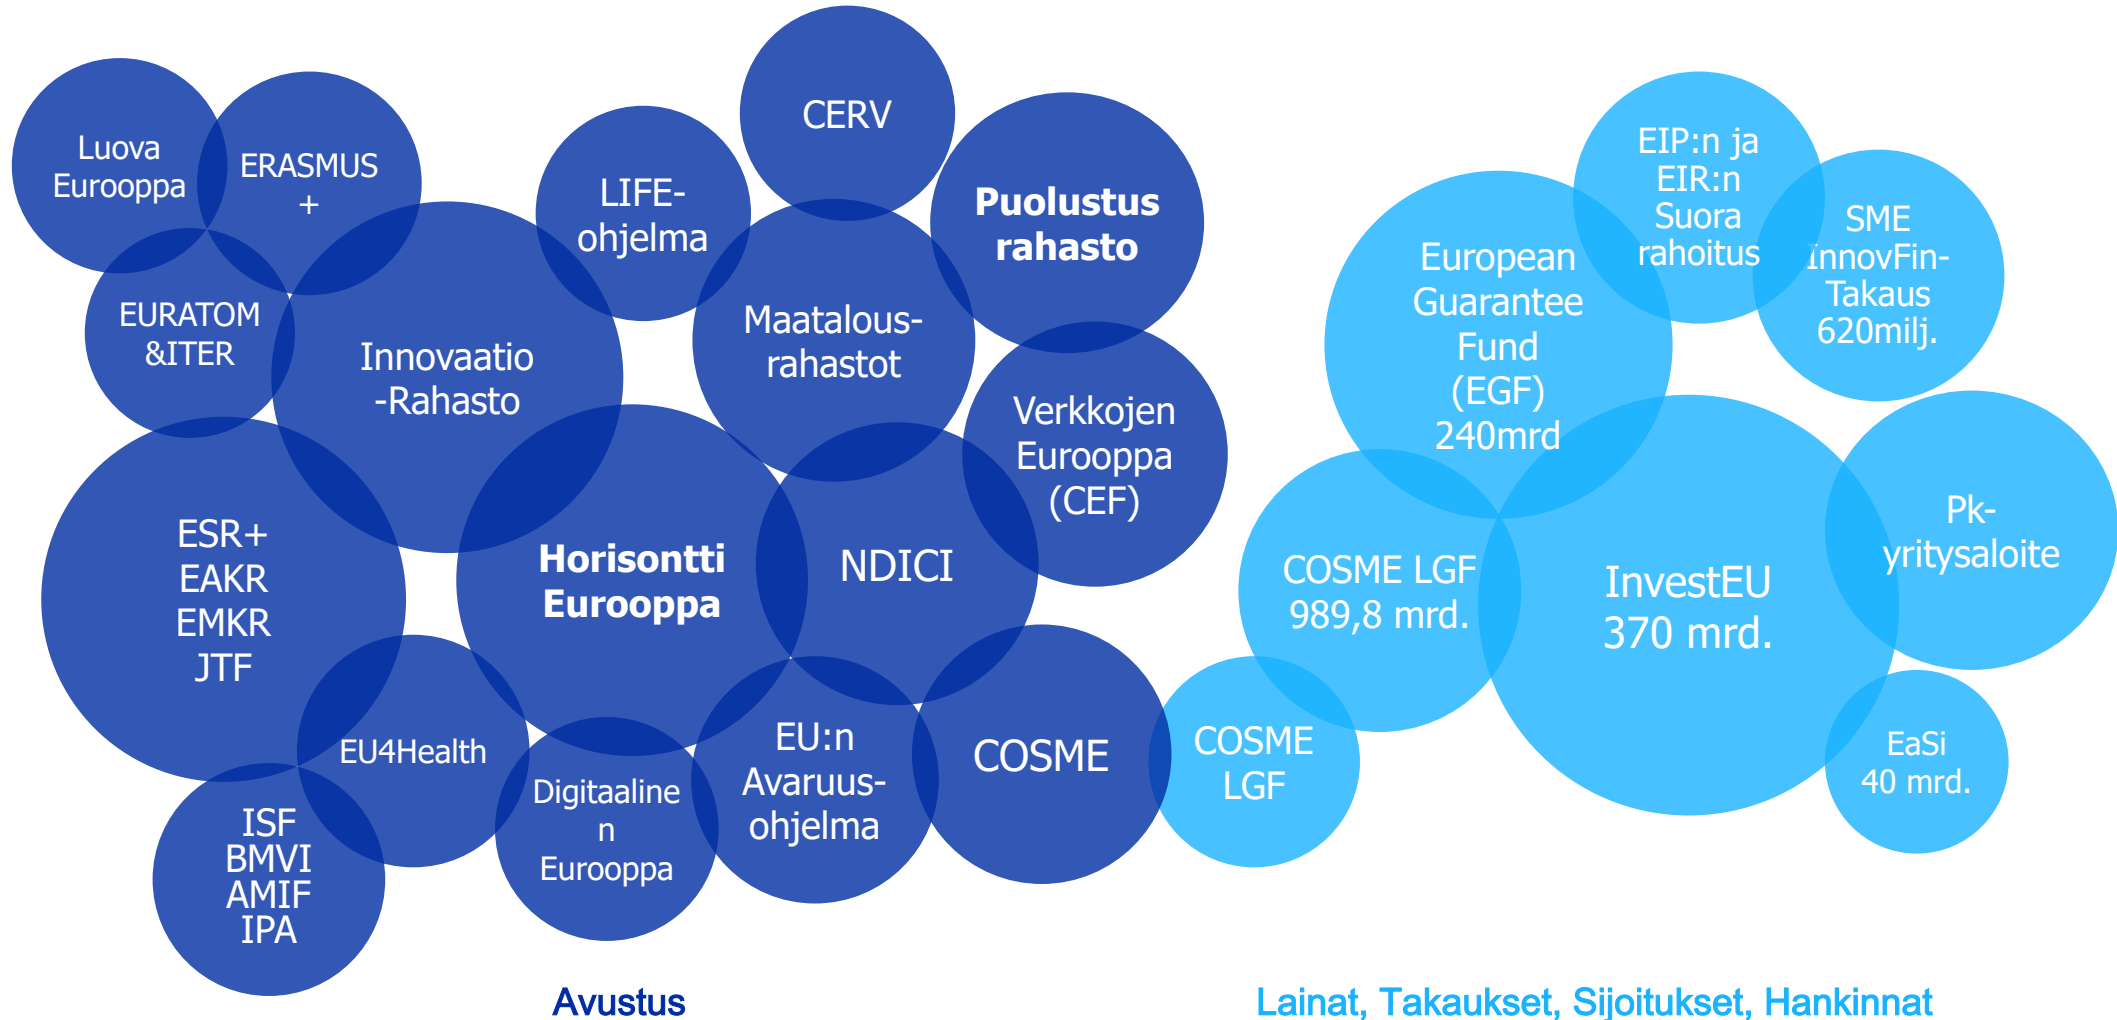 Luova
Eurooppa
ERASMUS
+
EURATOM
&ITER
Innovaatio
-Rahasto
LIFE-
ohjelma
CERV
Puolustus
rahasto
Maatalous-
rahastot
Verkkojen
Eurooppa
(CEF)
ESR+
EAKR
EMKR
JTF
Horisontti
Eurooppa
NDICI
EU4Health
ISF
BMVI
AMIF
IPA
Digitaaline
n
Eurooppa
EU:n
Avaruus-
ohjelma
COSME
Avustus
EIP:n ja
EIR:n
Suora
rahoitus
SME
InnovFin-
Takaus
620milj.
European
Guarantee
Fund
(EGF)
240mrd
COSME LGF
989,8 mrd.
InvestEU
370 mrd.
Pk-
yritysaloite
COSME
LGF
EaSi
40 mrd.
Lainat, Takaukset, Sijoitukset, Hankinnat